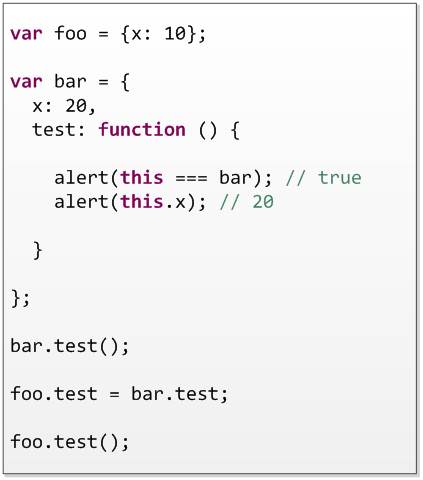 var foo = {x: 10};
var bar = {
  x: 20,
  test: function () {
    alert(this === bar); // true
    alert(this.x); // 20
  }
};
bar.test();
foo.test = bar.test;
foo.test();